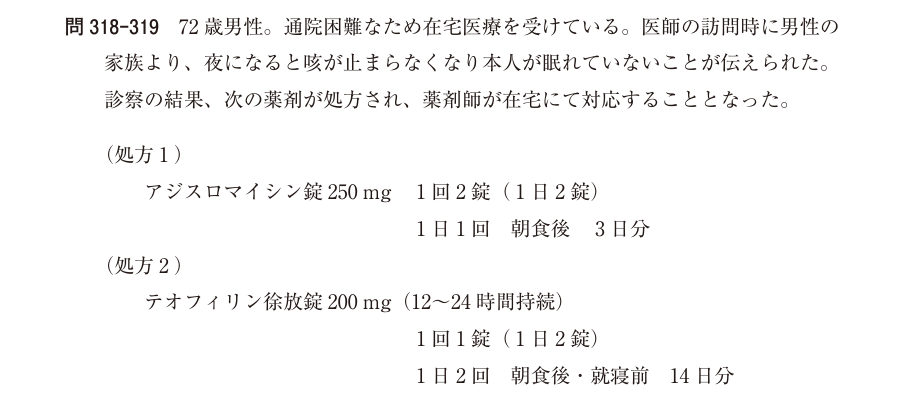 問 318-319　72 歳男性。通院困難なため在宅医療を受けている。医師の訪問時に男性の
家族より、夜になると咳が止まらなくなり本人が眠れていないことが伝えられた。
診察の結果、次の薬剤が処方され、薬剤師が在宅にて対応することとなった。
（処方１）
アジスロマイシン錠 250 mg　１回２錠（１日２錠）
１日１回　朝食後　３日分
（処方２）
テオフィリン徐放錠 200 mg（12〜24 時間持続）
１回１錠（１日２錠）
１日２回　朝食後・就寝前　14 日分